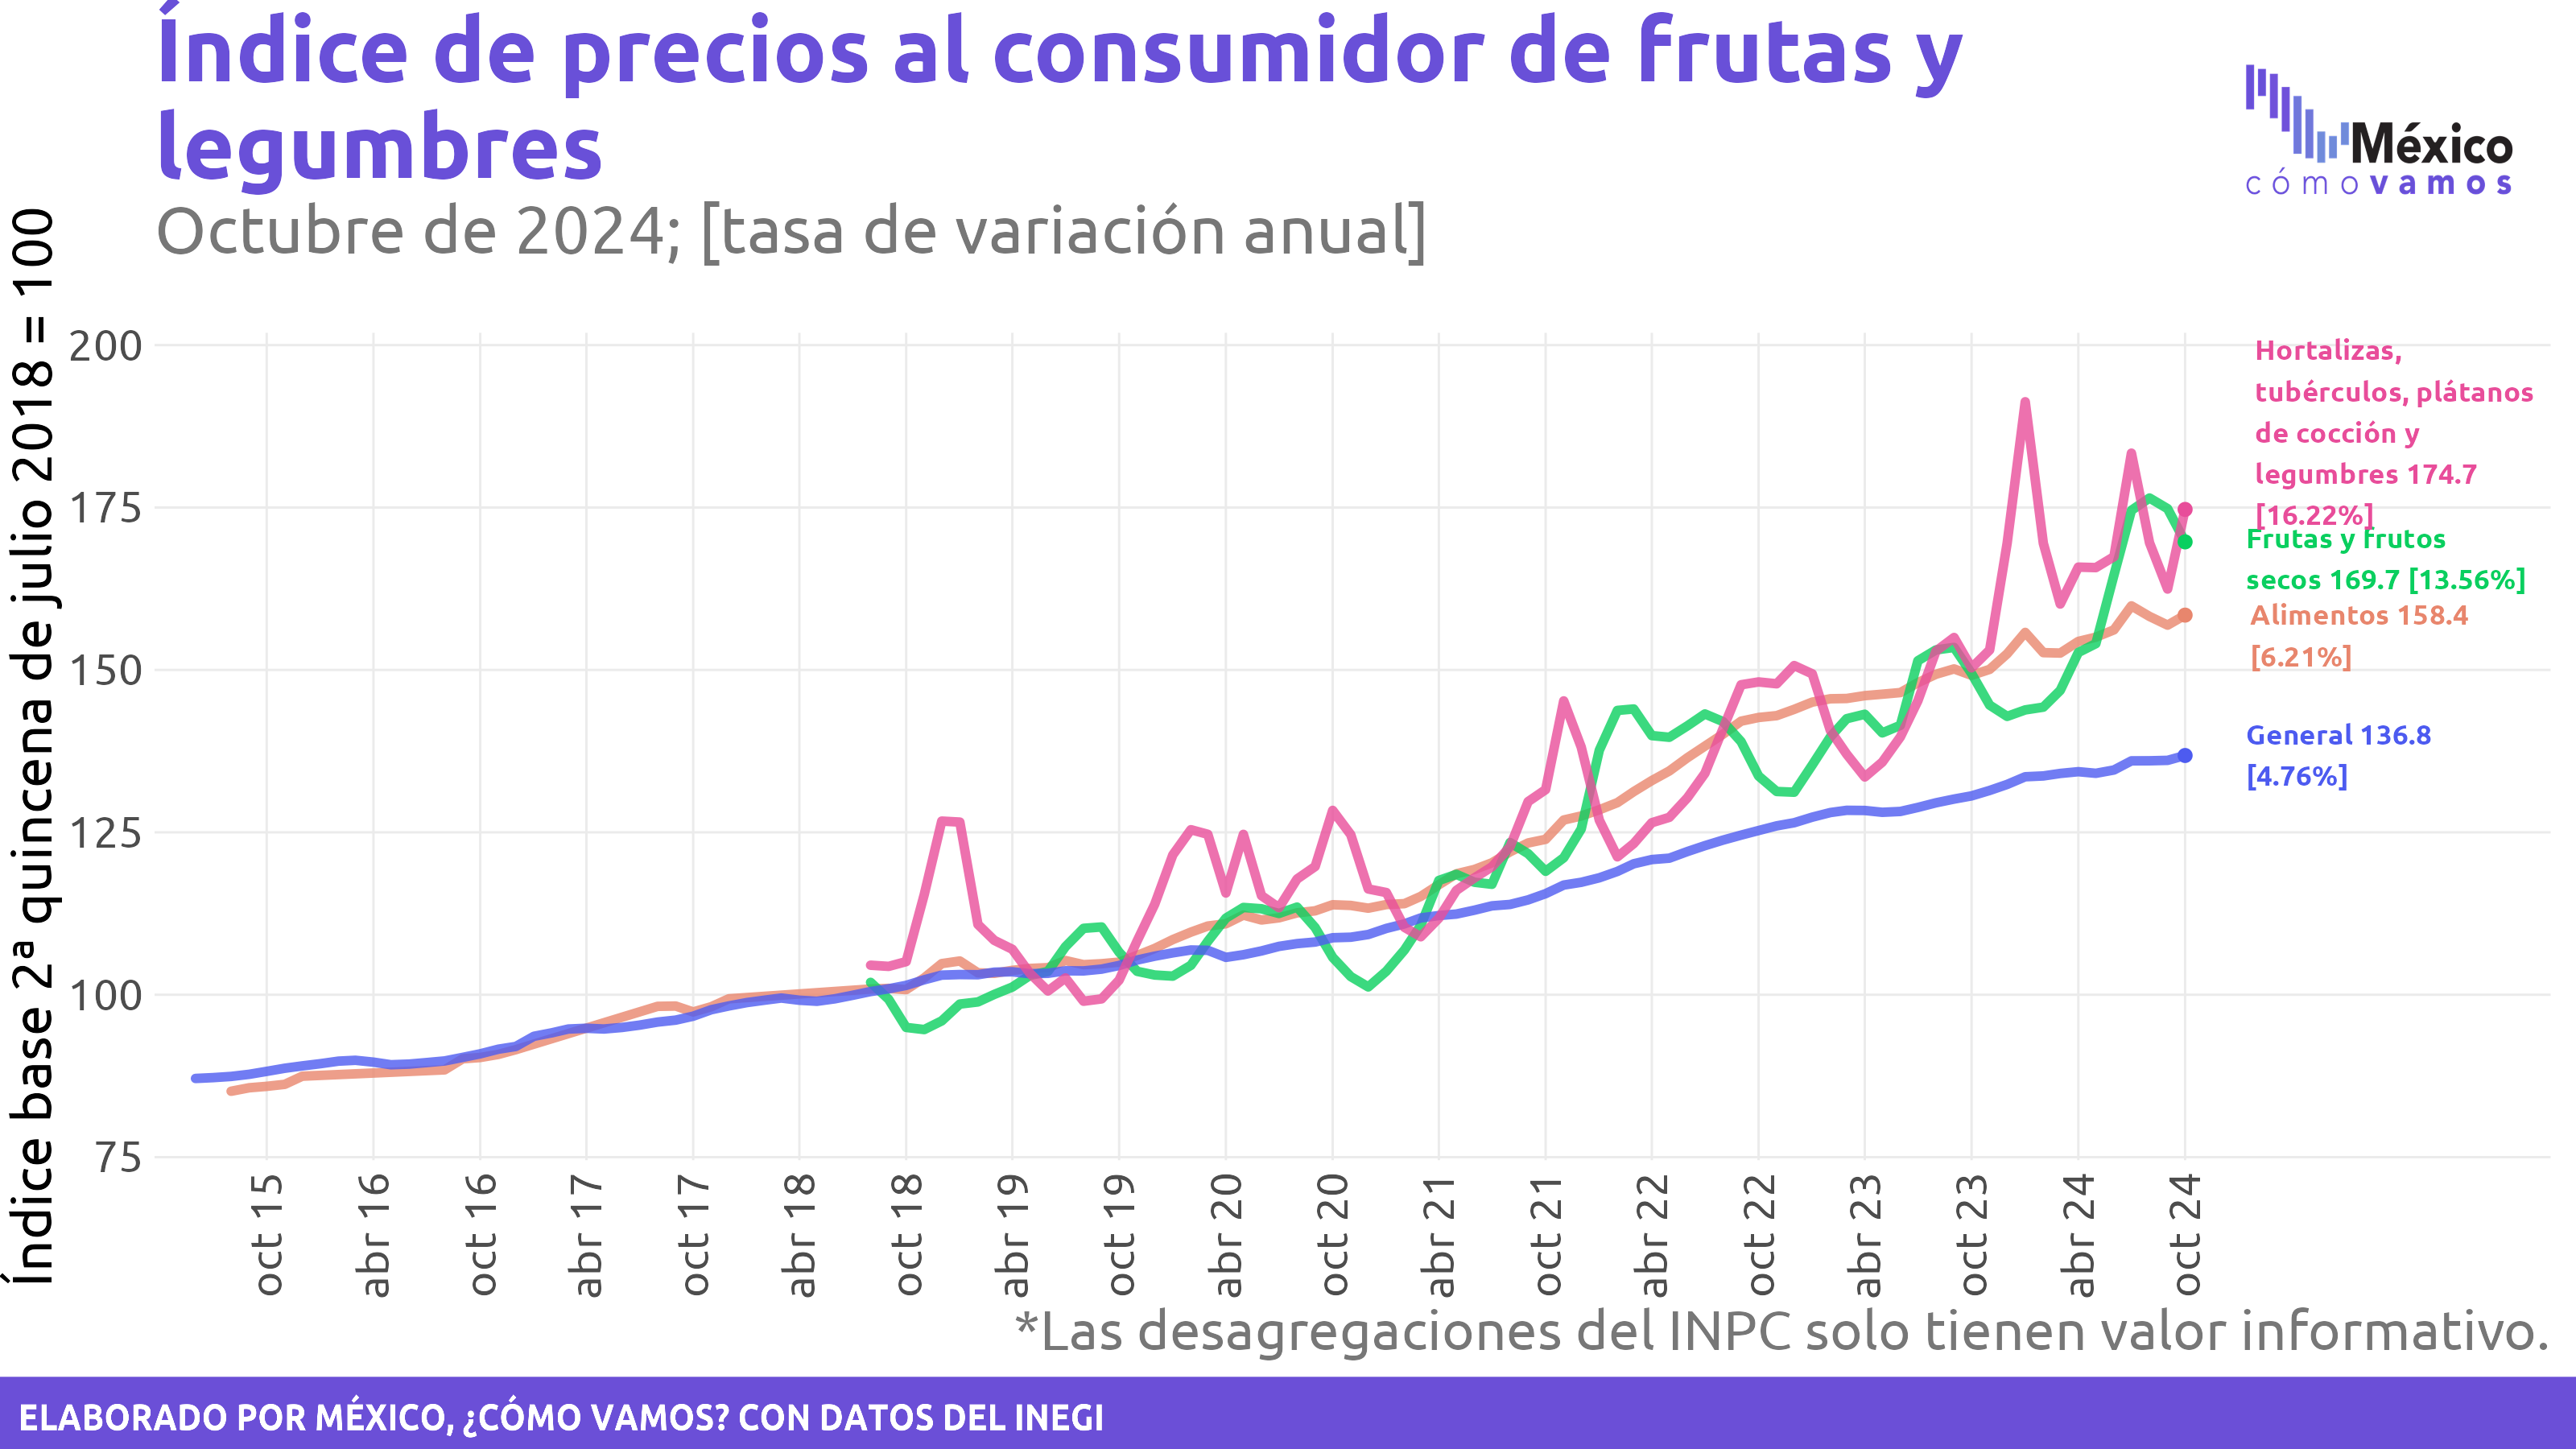 Índice de precios al consumidor de frutas y
legumbres
Octubre de 2024; [tasa de variación anual]
México
cómo vamos
Índice base 2ª quincena de julio 2018 = 100
200
175
150
125
100
75
Hortalizas,
tubérculos, plátanos
de cocción y
legumbres 174.7
[16.22%]
Frutas y frutos
secos 169.7 [13.56%]
Alimentos 158.4
[6.21%]
General 136.8
[4.76%]
oct 15
abr 16
oct 16
abr 17
oct 17
abr 18
oct 18
abr 19
oct 19
abr 20
oct 20
abr 21
oct 21
abr 22
oct 22
abr 23
oct 23
abr 24
oct 24
*Las desagregaciones del INPC solo tienen valor informativo.
ELABORADO POR MÉXICO, ¿CÓMO VAMOS? CON DATOS DEL INEGI